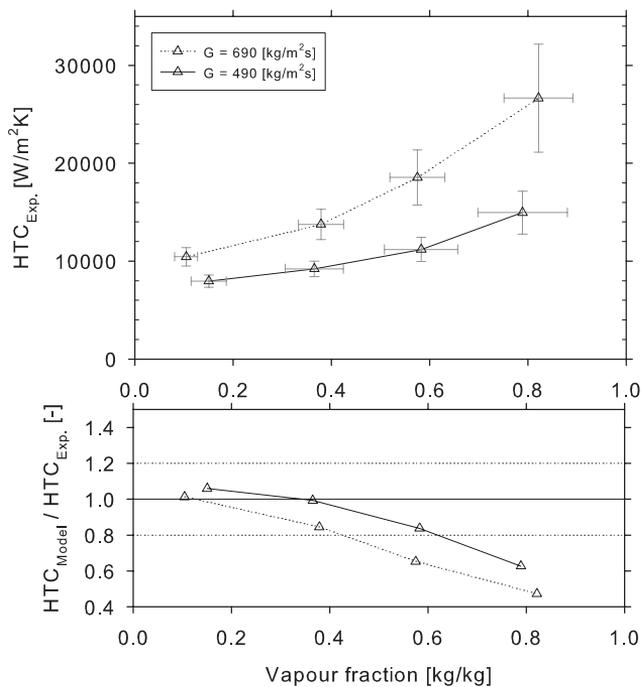 G = 690 [kg/m²s]
G = 490 [kg/m²s]
HTC_Exp. [W/m²K]
30000
20000
10000
0
0.0 0.2 0.4 0.6 0.8 1.0
HTC_Model / HTC_Exp. [-]
1.4
1.2
1.0
0.8
0.6
0.4
0.0 0.2 0.4 0.6 0.8 1.0
Vapour fraction [kg/kg]